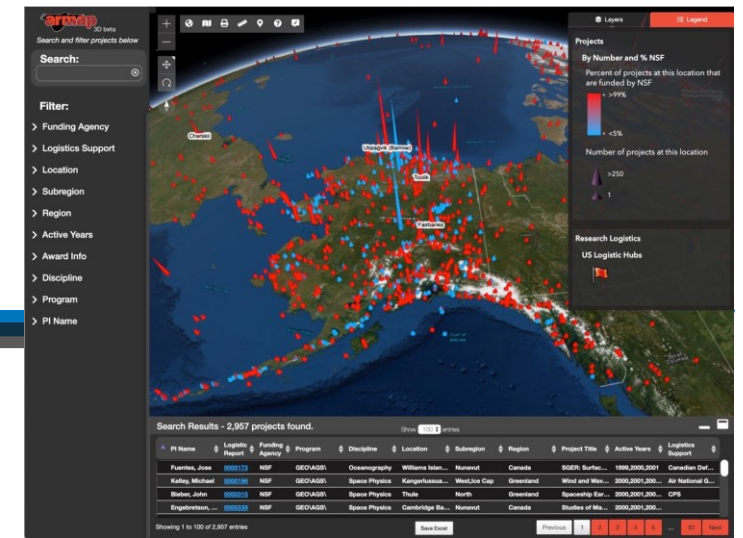 armap 3D beta
Search and filter projects below
Search:
Filter:
Funding Agency
Logistics Support
Location
Subregion
Region
Active Years
Award Info
Discipline
Program
PI Name
Cherskii
Utqiaġvik (Barrow)
Toolik
Fairbanks
Layers
Legend
Projects
By Number and % NSF
Percent of projects at this location that
are funded by NSF
>99%
<5%
Number of projects at this location
>250
1
Research Logistics
US Logistic Hubs
Search Results - 2,957 projects found.
Show 100 entries
PI Name Logistic Report Funding Agency Program Discipline Location Subregion Region Project Title Active Years Logistics Support
Fuentes, Jose 0000173 NSF GEO\AGS\ Oceanography Williams Islan... Nunavut Canada SGER: Surfac... 1999,2000,2001 Canadian Def...
Kelley, Michael 0000196 NSF GEO\AGS\ Space Physics Kangerlussua... West,Ice Cap Greenland Wind and Wav... 2000,2001,200... Air National G...
Bieber, John 0000315 NSF GEO\AGS\ Space Physics Thule North Greenland Spaceship Ear... 2000,2001,200... CPS
Engebretson, ... 0000339 NSF GEO\AGS\ Space Physics Cambridge Ba... Nunavut Canada Studies of Ma... 2000,2001,200...
Showing 1 to 100 of 2,957 entries
Save Excel
Previous 1 2 3 4 5 ... 30 Next